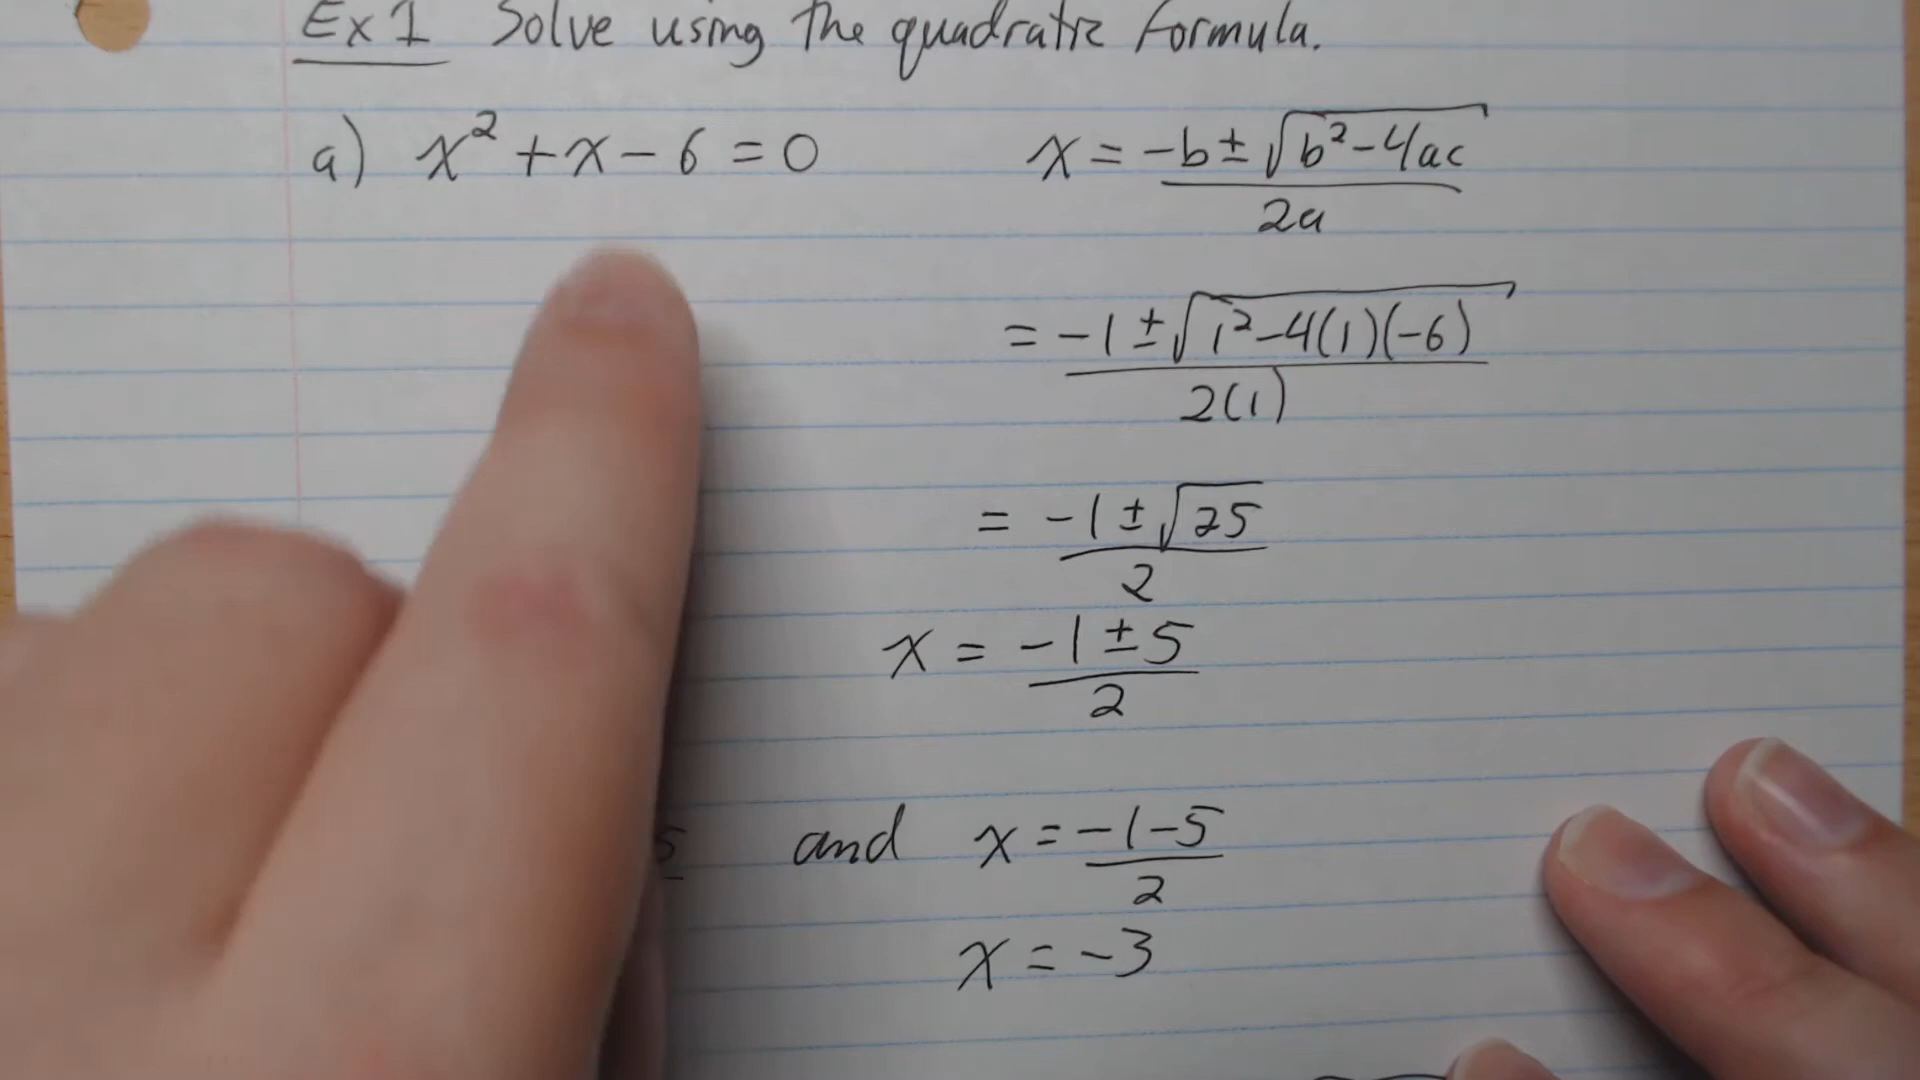 Ex 1 Solve using the quadratic formula.
a) x² + x - 6 = 0
x = -b ± √b² - 4ac
2a
= -1 ± √1² - 4(1)(-6)
2(1)
= -1 ± √25
2
x = -1 ± 5
2
5 and x = -1 - 5
2
x = -3